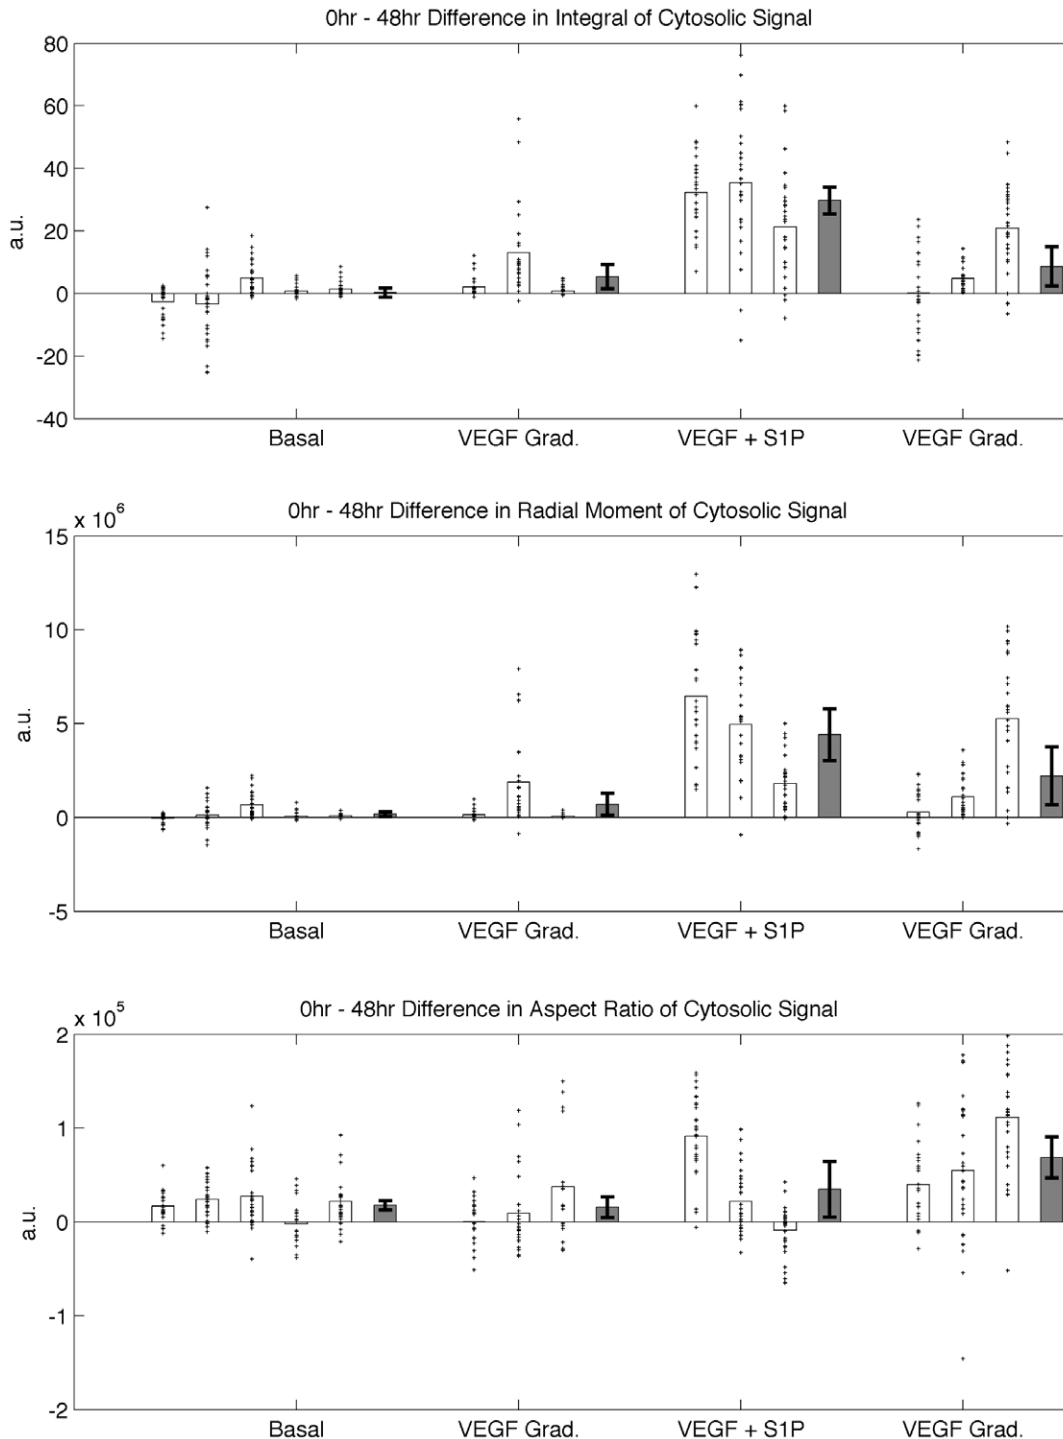 0hr - 48hr Difference in Integral of Cytosolic Signal
80
60
40
20
0
-20
-40
a.u.
Basal VEGF Grad. VEGF + S1P VEGF Grad.
0hr - 48hr Difference in Radial Moment of Cytosolic Signal
x 10^6
15
10
5
0
-5
a.u.
Basal VEGF Grad. VEGF + S1P VEGF Grad.
0hr - 48hr Difference in Aspect Ratio of Cytosolic Signal
x 10^5
2
1
0
-1
-2
a.u.
Basal VEGF Grad. VEGF + S1P VEGF Grad.